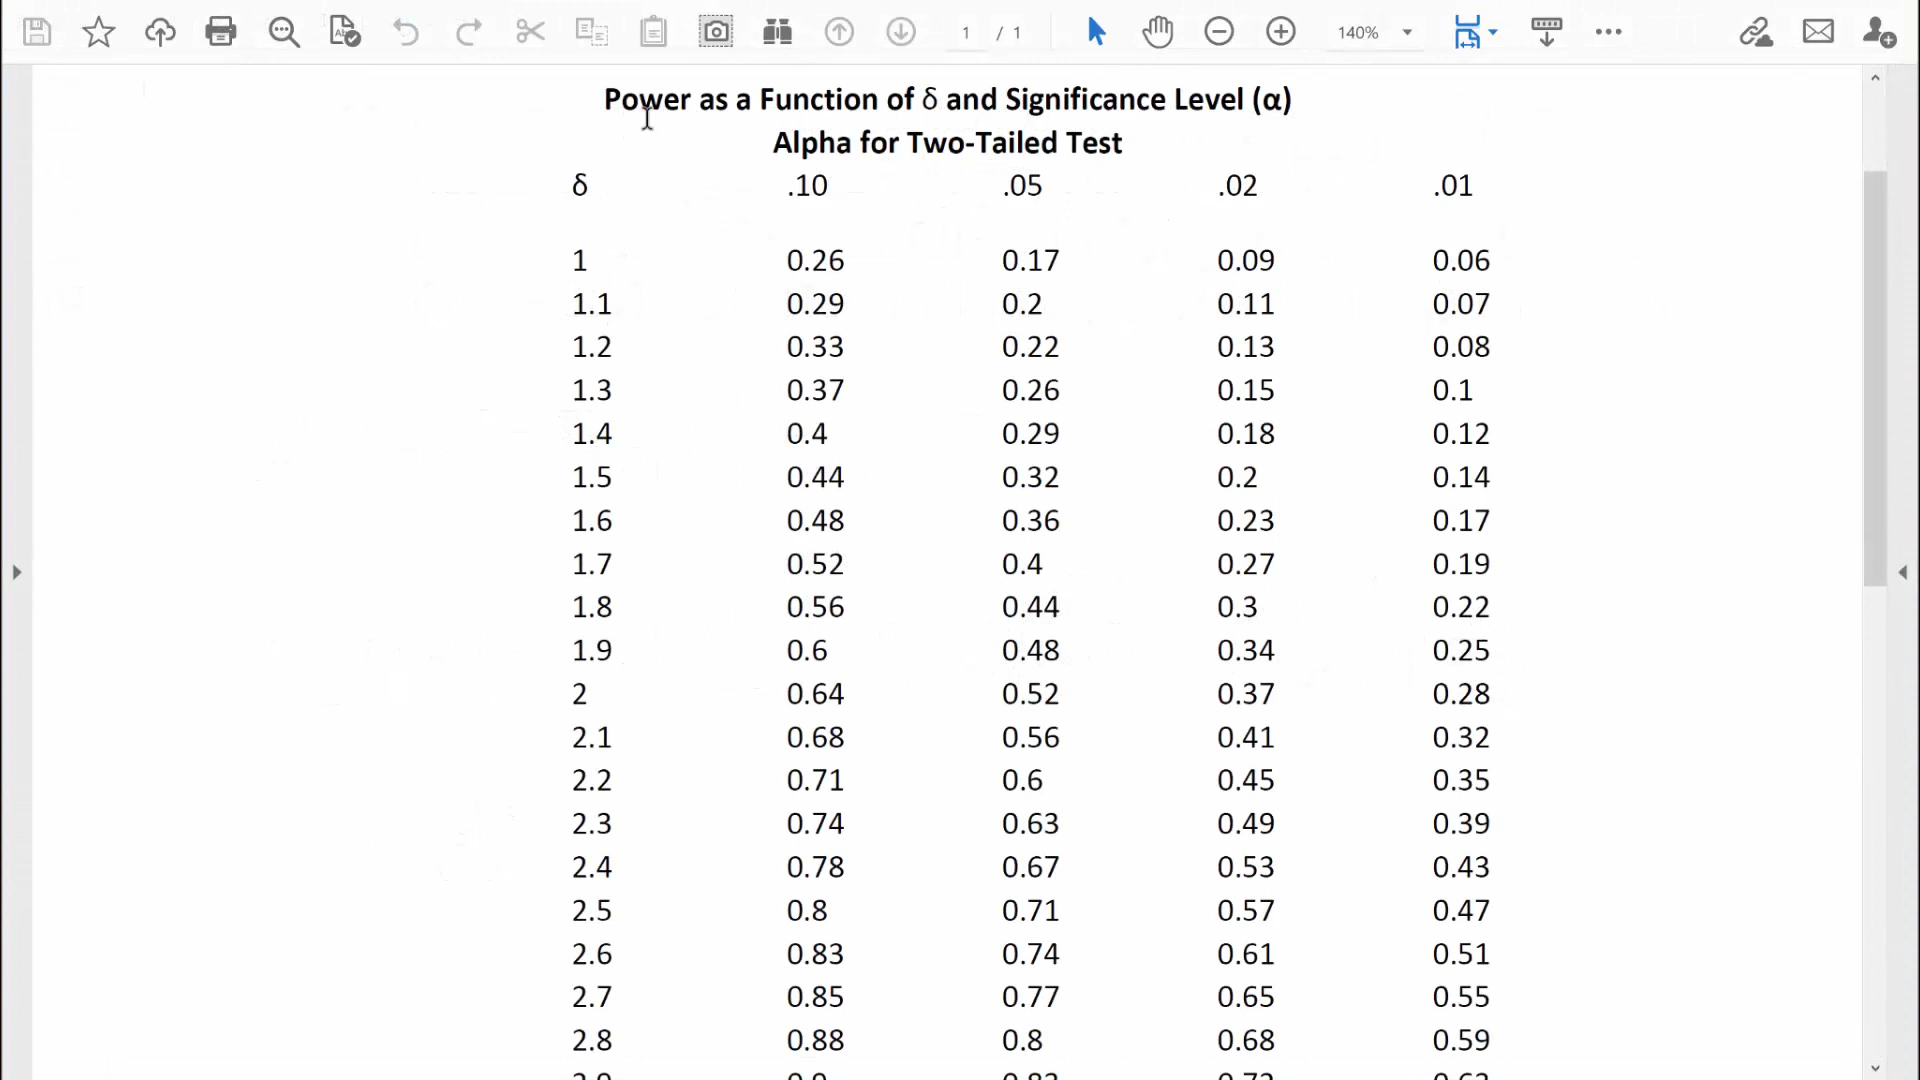 1 / 1 140%
Power as a Function of δ and Significance Level (α)
Alpha for Two-Tailed Test
δ .10 .05 .02 .01
1 0.26 0.17 0.09 0.06
1.1 0.29 0.2 0.11 0.07
1.2 0.33 0.22 0.13 0.08
1.3 0.37 0.26 0.15 0.1
1.4 0.4 0.29 0.18 0.12
1.5 0.44 0.32 0.2 0.14
1.6 0.48 0.36 0.23 0.17
1.7 0.52 0.4 0.27 0.19
1.8 0.56 0.44 0.3 0.22
1.9 0.6 0.48 0.34 0.25
2 0.64 0.52 0.37 0.28
2.1 0.68 0.56 0.41 0.32
2.2 0.71 0.6 0.45 0.35
2.3 0.74 0.63 0.49 0.39
2.4 0.78 0.67 0.53 0.43
2.5 0.8 0.71 0.57 0.47
2.6 0.83 0.74 0.61 0.51
2.7 0.85 0.77 0.65 0.55
2.8 0.88 0.8 0.68 0.59